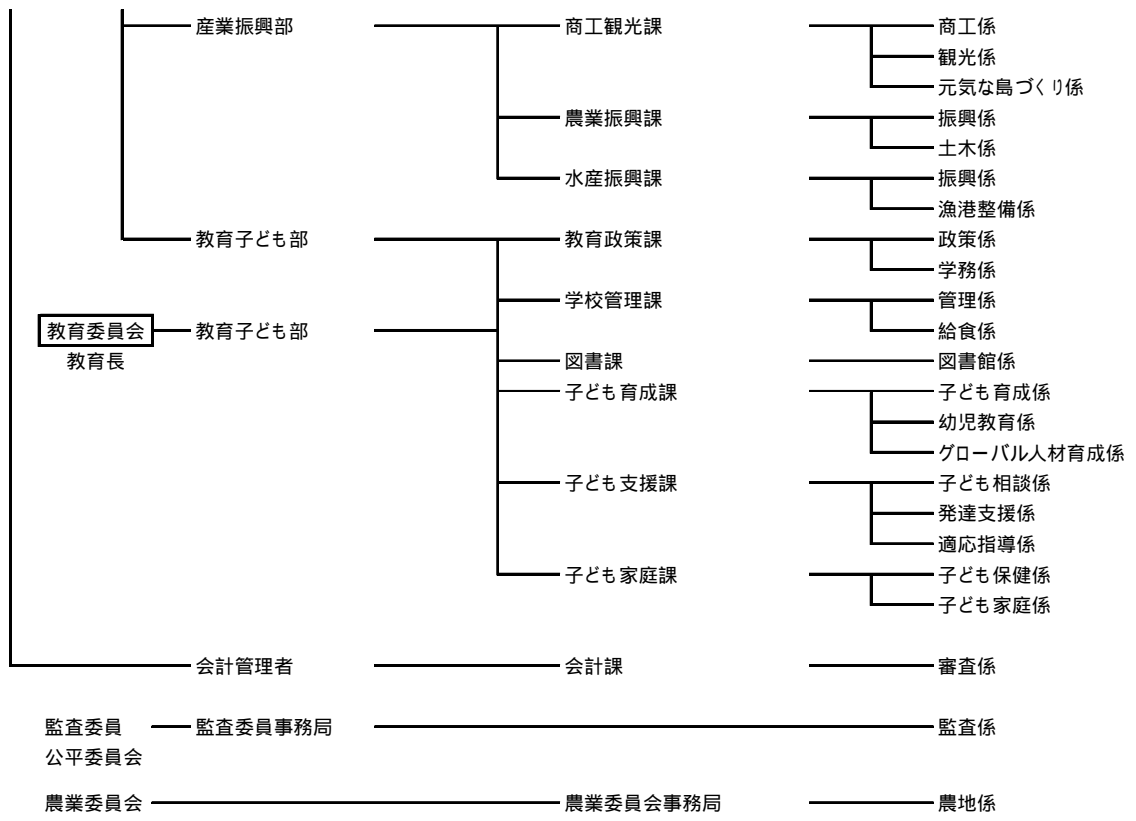 産業振興部 商工観光課 商工係
観光係
元気な島づくり係
農業振興課 振興係
土木係
水産振興課 振興係
漁港整備係
教育子ども部 教育政策課 政策係
学務係
学校管理課 管理係
教育委員会 教育子ども部 給食係
教育長 図書課 図書館係
子ども育成課 子ども育成係
幼児教育係
グローバル人材育成係
子ども支援課 子ども相談係
発達支援係
適応指導係
子ども家庭課 子ども保健係
子ども家庭係
会計管理者 会計課 審査係
監査委員 監査委員事務局 監査係
公平委員会
農業委員会 農業委員会事務局 農地係